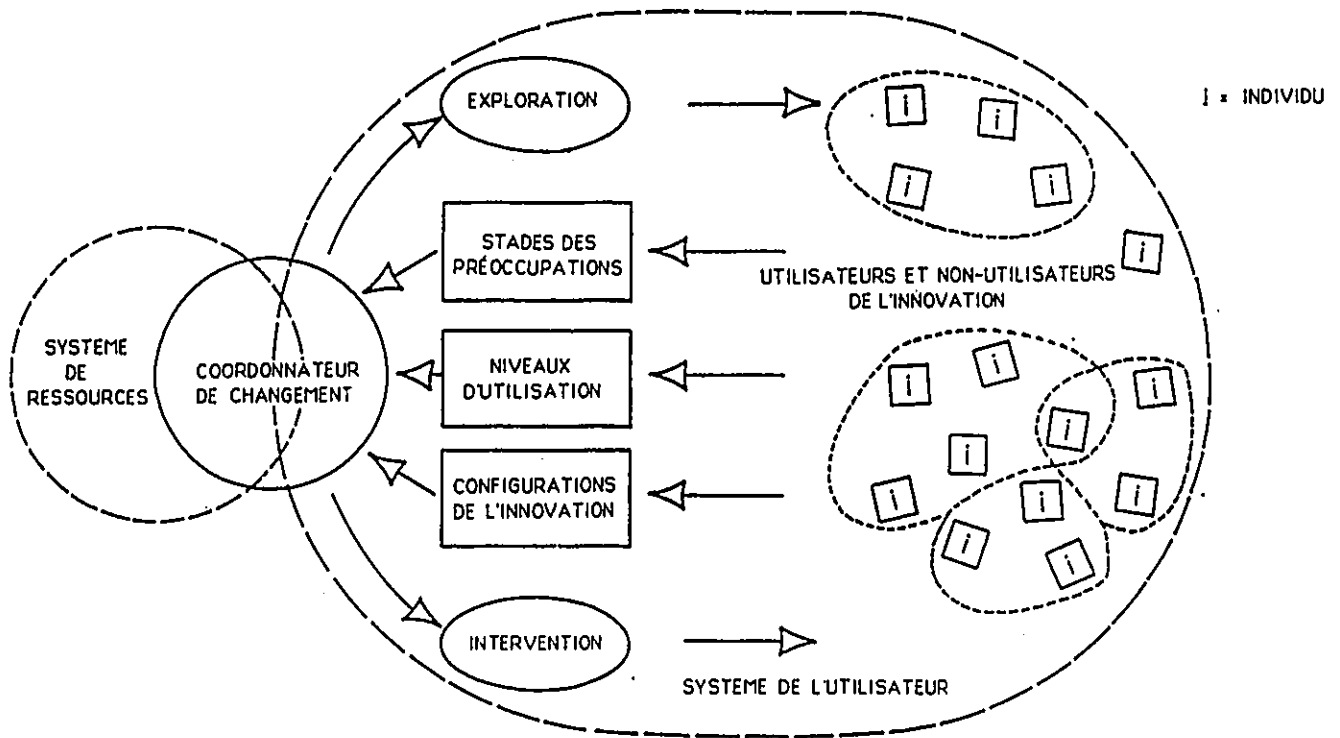 EXPLORATION
i
i
i
i
I = INDIVIDU
STADES DES
PRÉOCCUPATIONS
i
UTILISATEURS ET NON-UTILISATEURS
DE L'INNOVATION
SYSTEME
DE
RESSOURCES
COORDONNATEUR
DE CHANGEMENT
NIVEAUX
D'UTILISATION
i
i
i
i
i
i
i
i
i
i
CONFIGURATIONS
DE L'INNOVATION
INTERVENTION
SYSTEME DE L'UTILISATEUR